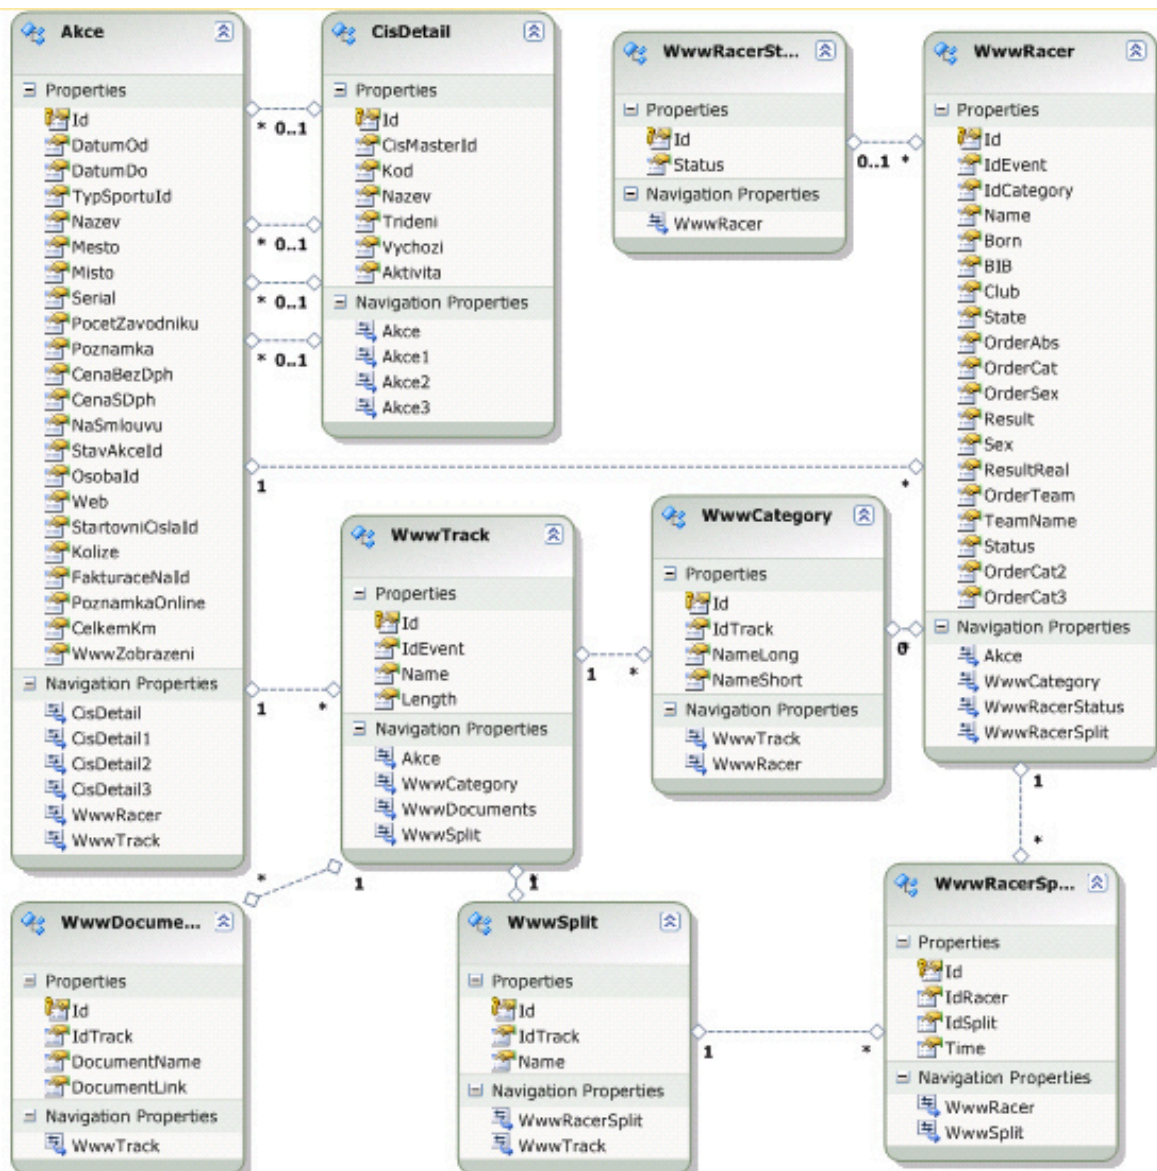 Akce
Properties
Id
DatumOd
DatumDo
TypSportuId
Nazev
Mesto
Misto
Serial
PocetZavodniku
Poznamka
CenaBezDph
CenaSDph
NaSmlouvu
StavAkceId
OsobaId
Web
StartovniCislaId
Kolize
FakturaceNaId
PoznamkaOnline
CelkemKm
WwwZobrazeni
Navigation Properties
CisDetail
CisDetail1
CisDetail2
CisDetail3
WwwRacer
WwwTrack
* 0..1
* 0..1
* 0..1
* 0..1
CisDetail
Properties
Id
CisMasterId
Kod
Nazev
Trideni
Vychozi
Aktivita
Navigation Properties
Akce
Akce1
Akce2
Akce3
WwwRacerSt...
Properties
Id
Status
Navigation Properties
WwwRacer
0..1 *
WwwRacer
Properties
Id
IdEvent
IdCategory
Name
Born
BIB
Club
State
OrderAbs
OrderCat
OrderSex
Result
Sex
ResultReal
OrderTeam
TeamName
Status
OrderCat2
OrderCat3
Navigation Properties
Akce
WwwCategory
WwwRacerStatus
WwwRacerSplit
1 *
1 *
WwwTrack
Properties
Id
IdEvent
Name
Length
Navigation Properties
Akce
WwwCategory
WwwDocuments
WwwSplit
1 *
WwwCategory
Properties
Id
IdTrack
NameLong
NameShort
Navigation Properties
WwwTrack
WwwRacer
1
*
* 1
1
WwwDocume...
Properties
Id
IdTrack
DocumentName
DocumentLink
Navigation Properties
WwwTrack
WwwSplit
Properties
Id
IdTrack
Name
Navigation Properties
WwwRacerSplit
WwwTrack
1 *
WwwRacerSp...
Properties
Id
IdRacer
IdSplit
Time
Navigation Properties
WwwRacer
WwwSplit